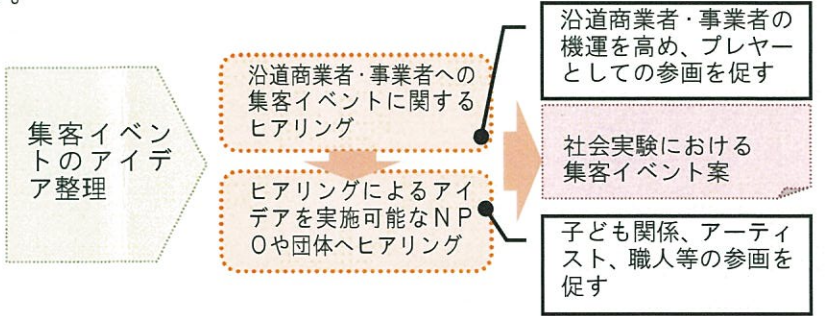 。
集客イベン
トのアイデ
ア整理
沿道商業者・事業者への
集客イベントに関する
ヒアリング
ヒアリングによるアイ
デアを実施可能なNP
Oや団体へヒアリング
沿道商業者・事業者の
機運を高め、プレヤー
としての参画を促す
社会実験における
集客イベント案
子ども関係、アーティ
スト、職人等の参画を
促す